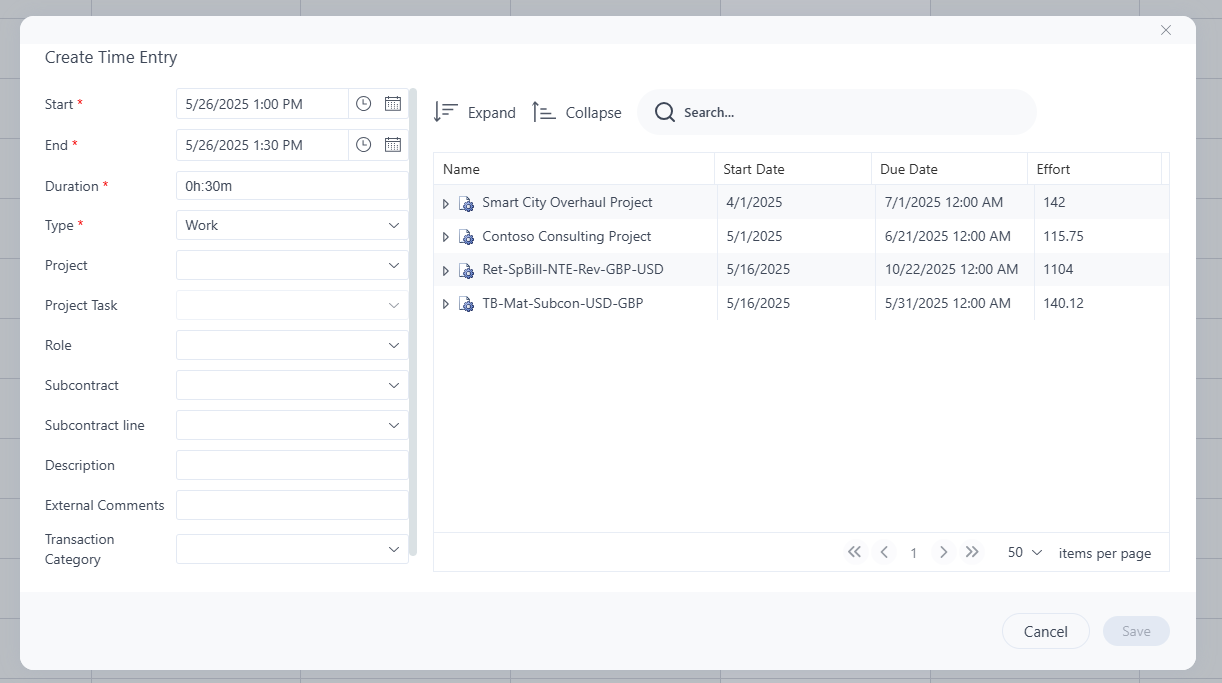 Create Time Entry
Start *
5/26/2025 1:00 PM
End *
5/26/2025 1:30 PM
Duration *
0h:30m
Type *
Work
Project
Project Task
Role
Subcontract
Subcontract line
Description
External Comments
Transaction
Category
Expand
Collapse
Search...
Name Start Date Due Date Effort
Smart City Overhaul Project 4/1/2025 7/1/2025 12:00 AM 142
Contoso Consulting Project 5/1/2025 6/21/2025 12:00 AM 115.75
Ret-SpBill-NTE-Rev-GBP-USD 5/16/2025 10/22/2025 12:00 AM 1104
TB-Mat-Subcon-USD-GBP 5/16/2025 5/31/2025 12:00 AM 140.12
1 50 items per page
Cancel
Save